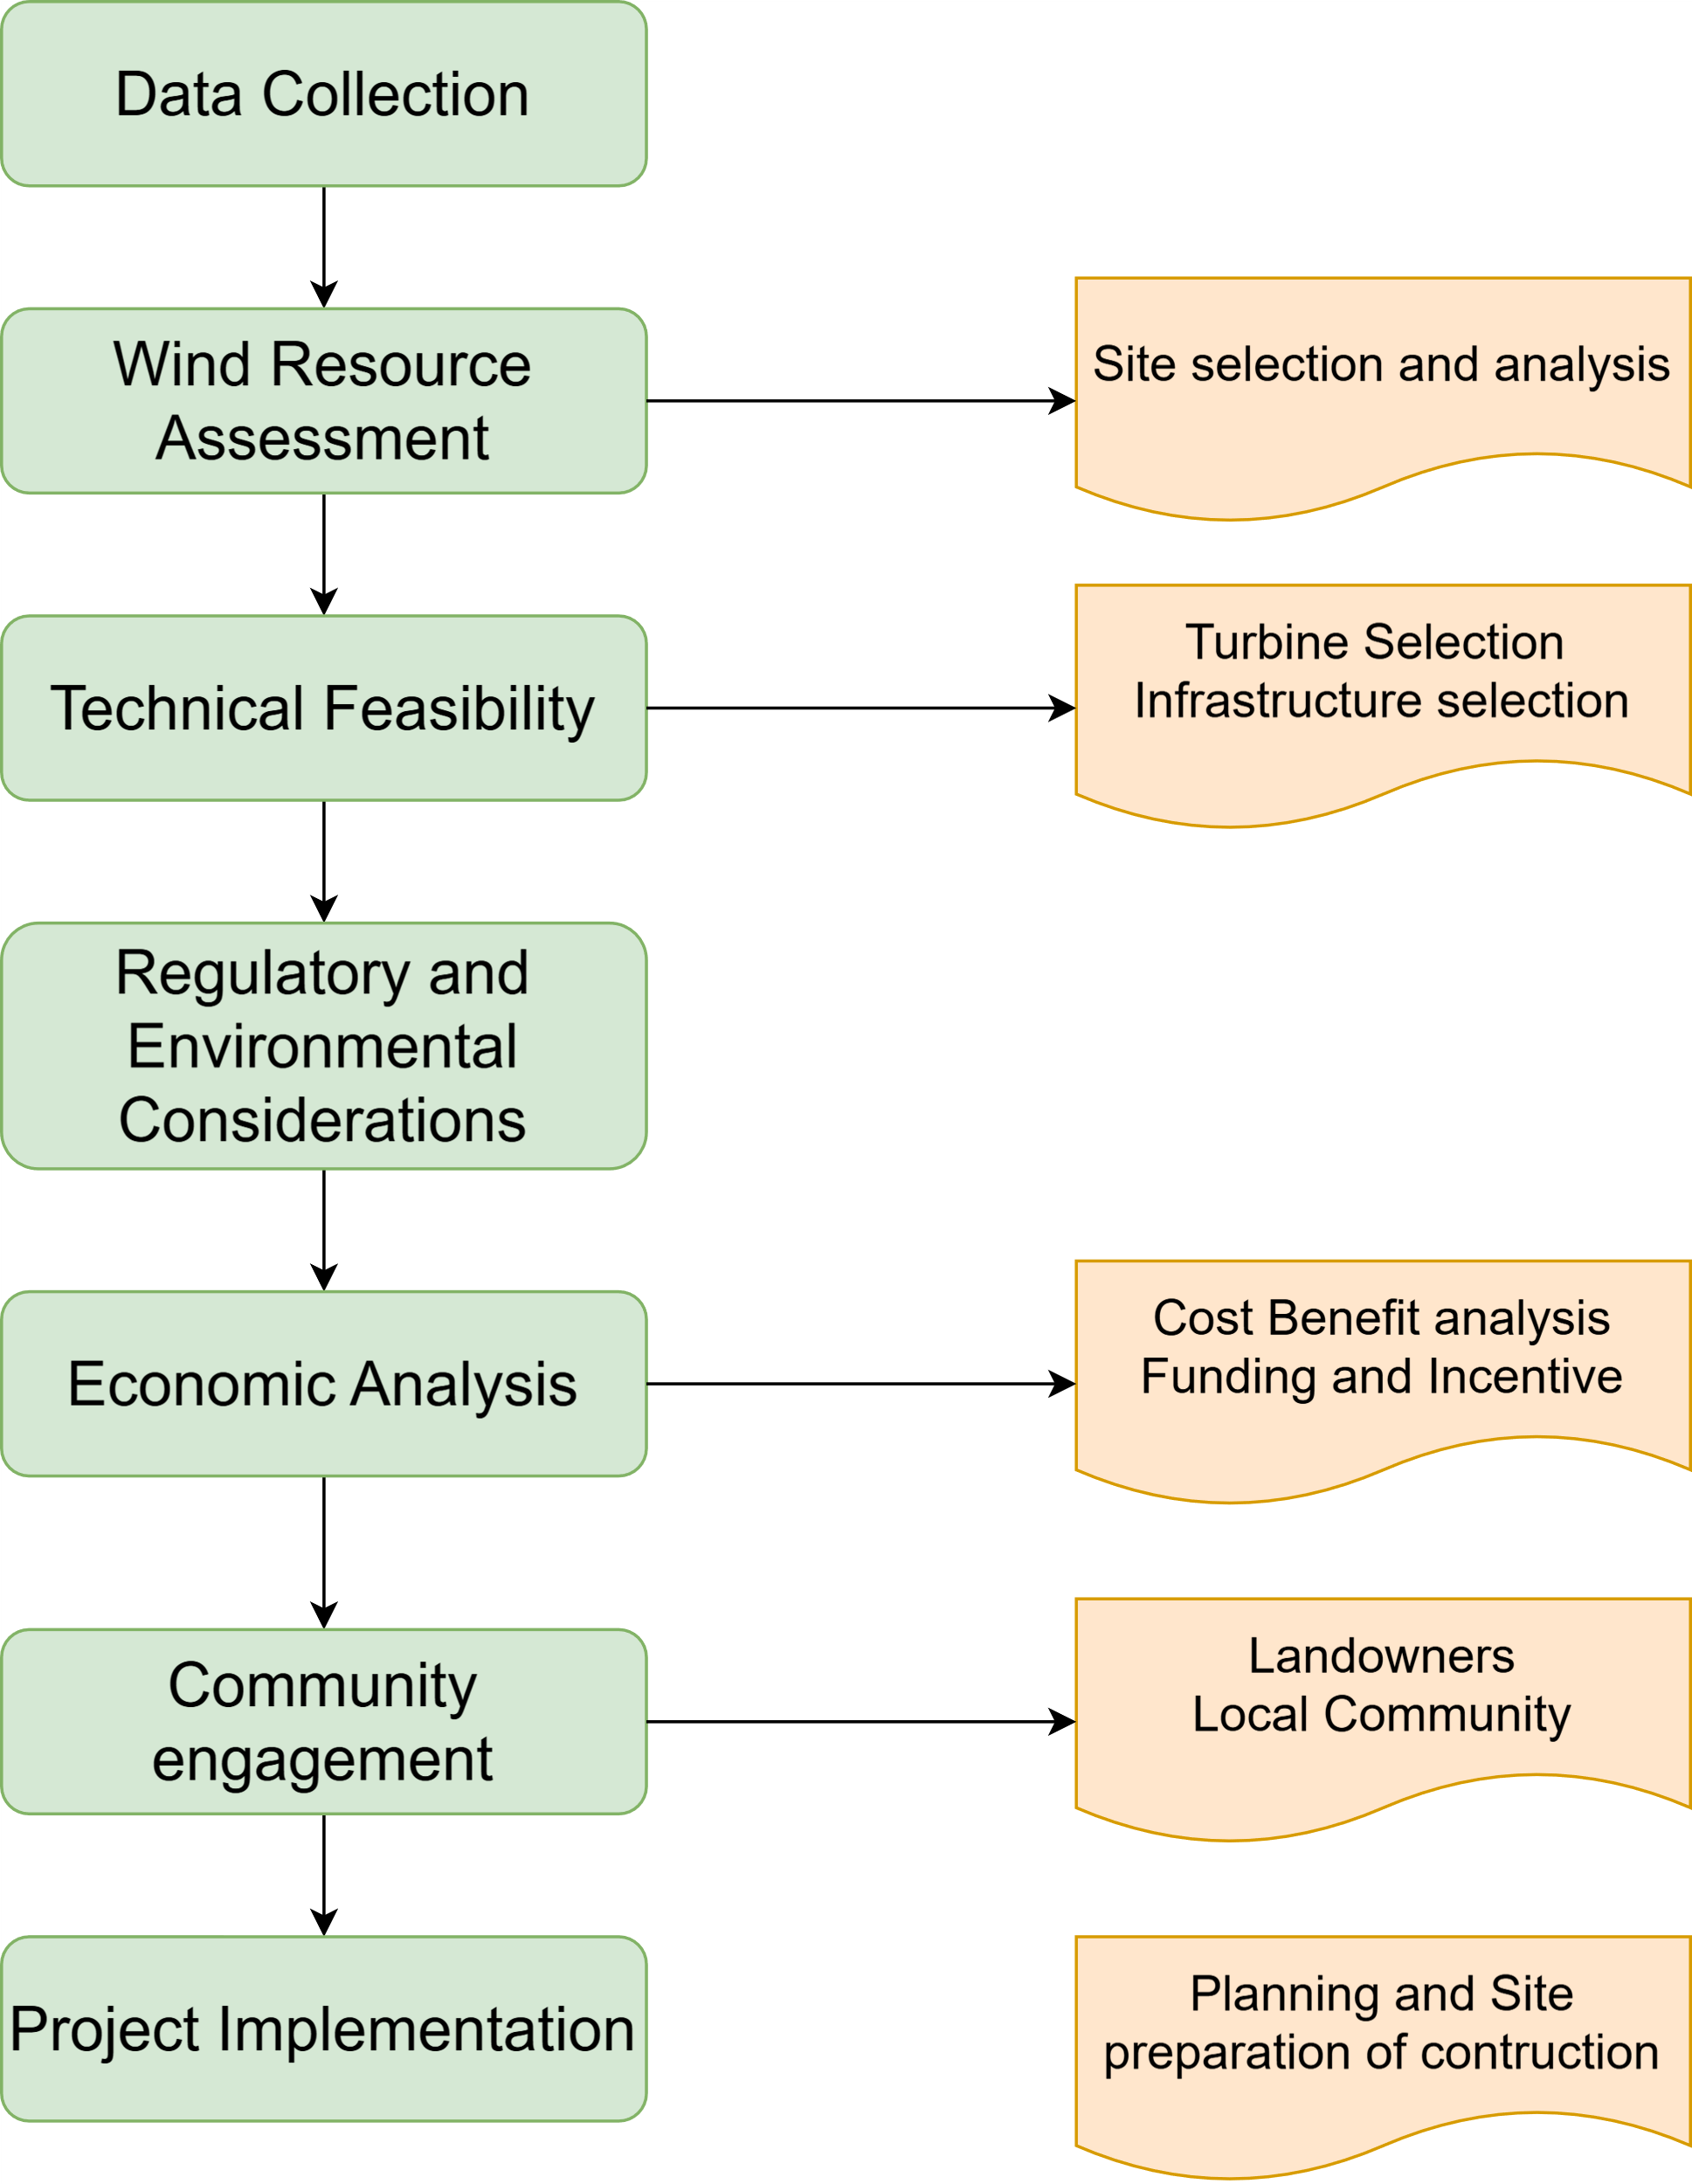 Data Collection
Wind Resource
Assessment
Site selection and analysis
Technical Feasibility
Turbine Selection
Infrastructure selection
Regulatory and
Environmental
Considerations
Economic Analysis
Cost Benefit analysis
Funding and Incentive
Community
engagement
Landowners
Local Community
Project Implementation
Planning and Site
preparation of contruction